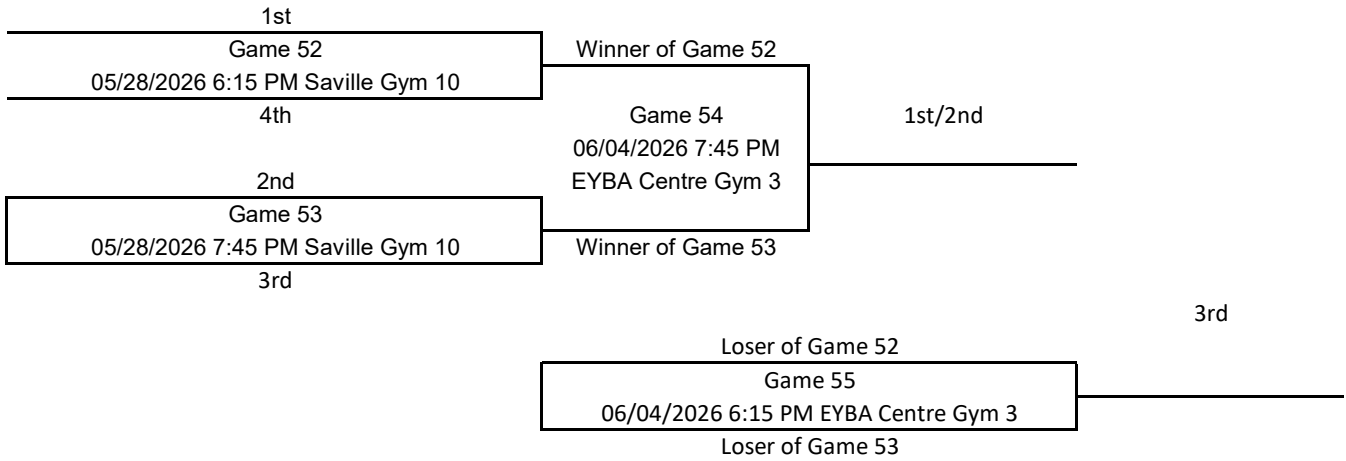 1st
Game 52
05/28/2026 6:15 PM Saville Gym 10
4th
Winner of Game 52
2nd
Game 53
05/28/2026 7:45 PM Saville Gym 10
3rd
Winner of Game 53
Game 54
06/04/2026 7:45 PM
EYBA Centre Gym 3
1st/2nd
Loser of Game 52
Game 55
06/04/2026 6:15 PM EYBA Centre Gym 3
Loser of Game 53
3rd